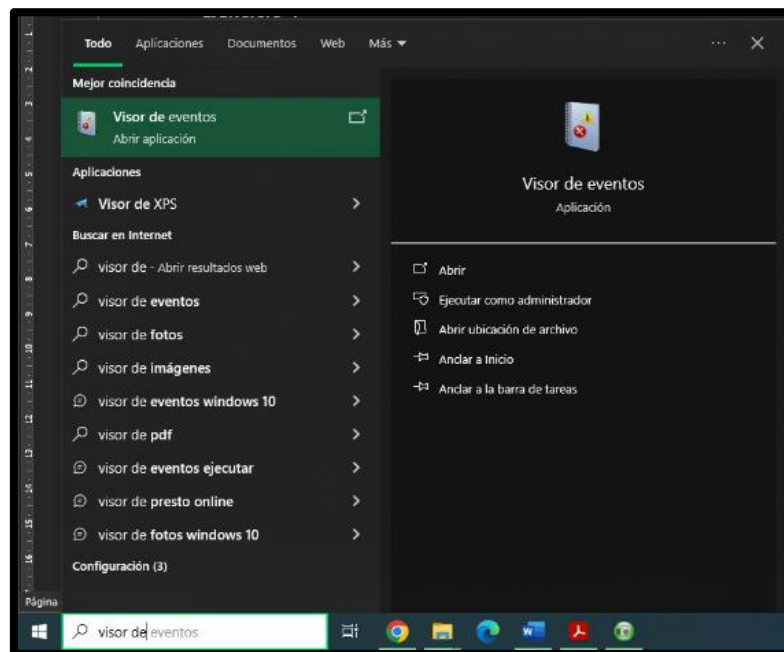 Todo Aplicaciones Documentos Web Más
Mejor coincidencia
Visor de eventos
Abrir aplicación
Aplicaciones
Visor de XPS
Buscar en Internet
visor de - Abrir resultados web
visor de eventos
visor de fotos
visor de imágenes
visor de eventos windows 10
visor de pdf
visor de eventos ejecutar
visor de presto online
visor de fotos windows 10
Configuración (3)
Visor de eventos
Aplicación
Abrir
Ejecutar como administrador
Abrir ubicación de archivo
Anclar a Inicio
Anclar a la barra de tareas
Página
visor de eventos